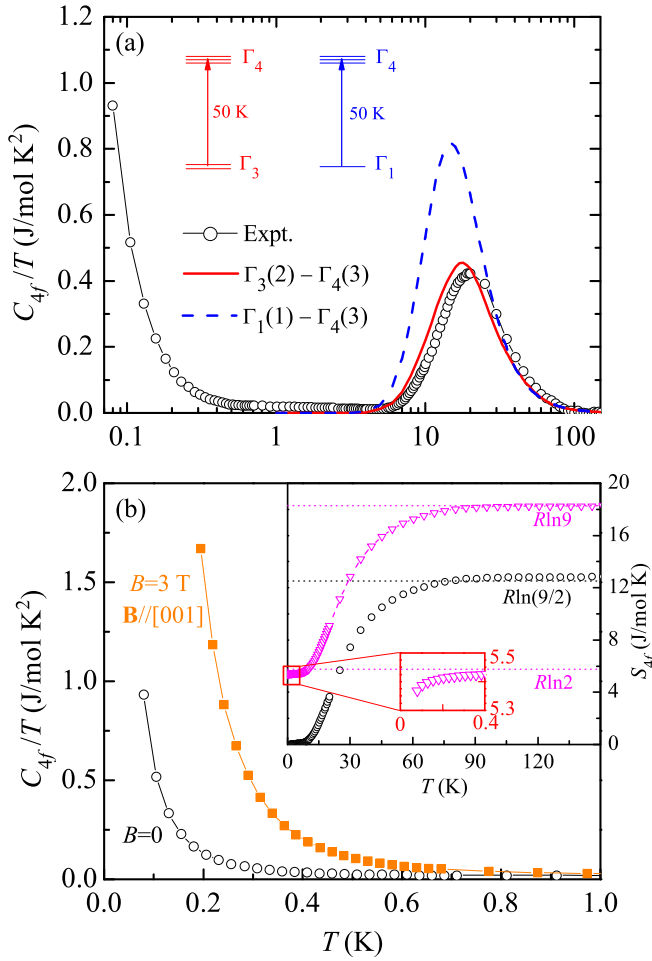 (a)
1.2
1.0
0.8
0.6
0.4
0.2
0.0
C₄f/T (J/mol K²)
Γ₄
Γ₄
50 K
50 K
Γ₃
Γ₁
Expt.
Γ₃(2) − Γ₄(3)
Γ₁(1) − Γ₄(3)
0.1
1
10
100
(b)
2.0
1.5
1.0
0.5
0.0
C₄f/T (J/mol K²)
B=3 T
B//[001]
B=0
20
16
12
8
4
0
S₄f (J/mol K)
Rln9
Rln(9/2)
Rln2
5.5
5.3
0
0.4
0
30
60
90
120
T (K)
0.0
0.2
0.4
0.6
0.8
1.0
T (K)